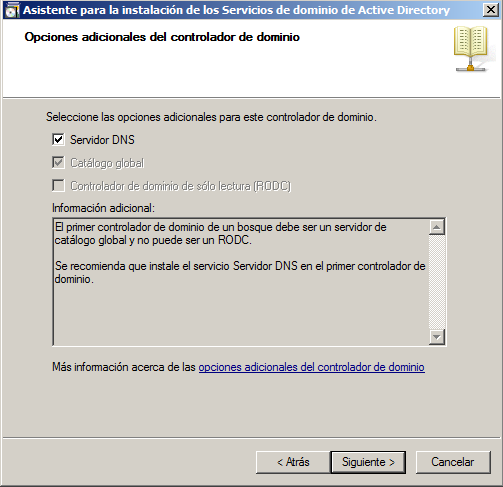 Asistente para la instalación de los Servicios de dominio de Active Directory
Opciones adicionales del controlador de dominio
Seleccione las opciones adicionales para este controlador de dominio.
Servidor DNS
Catálogo global
Controlador de dominio de sólo lectura (RODC)
Información adicional:
El primer controlador de dominio de un bosque debe ser un servidor de
catálogo global y no puede ser un RODC.
Se recomienda que instale el servicio Servidor DNS en el primer controlador de
dominio.
Más información acerca de las opciones adicionales del controlador de dominio
< Atrás
Siguiente >
Cancelar